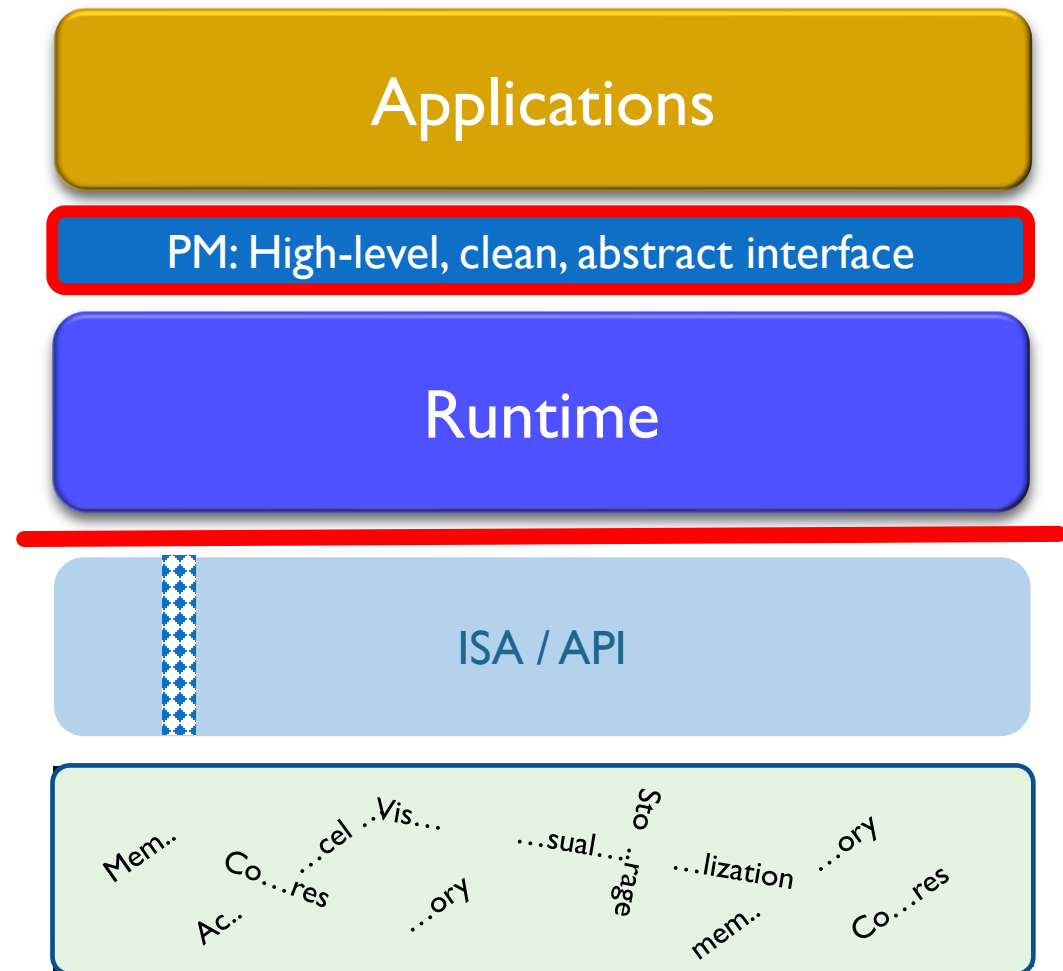 Applications
PM: High-level, clean, abstract interface
Runtime
ISA / API
Mem..
Ac..
Co…res
…cel
..Vis…
…ory
…sual….
Sto
..rage
…lization
mem..
…ory
Co…res